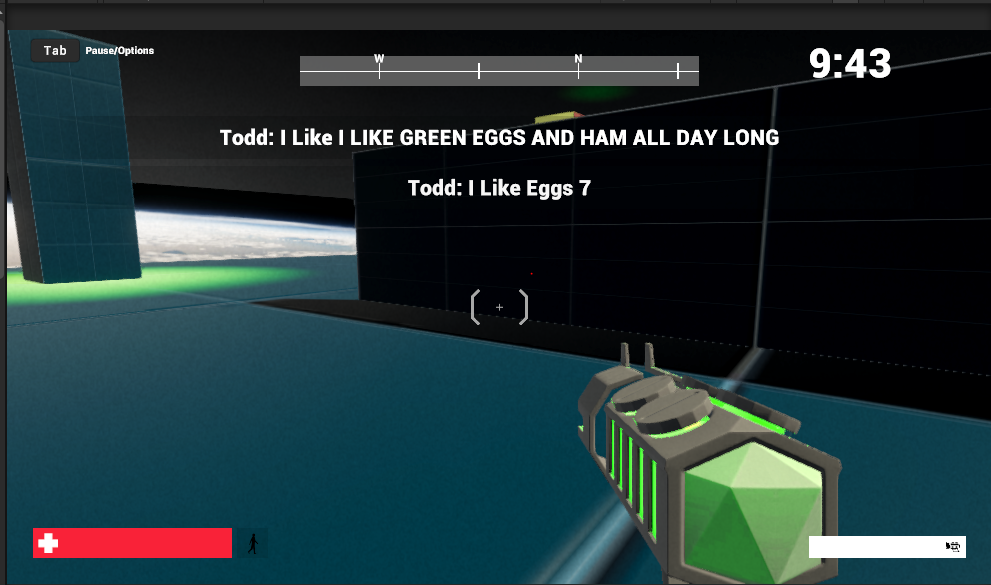 Tab Pause/Options
W N
9:43
Todd: I Like I LIKE GREEN EGGS AND HAM ALL DAY LONG
Todd: I Like Eggs 7